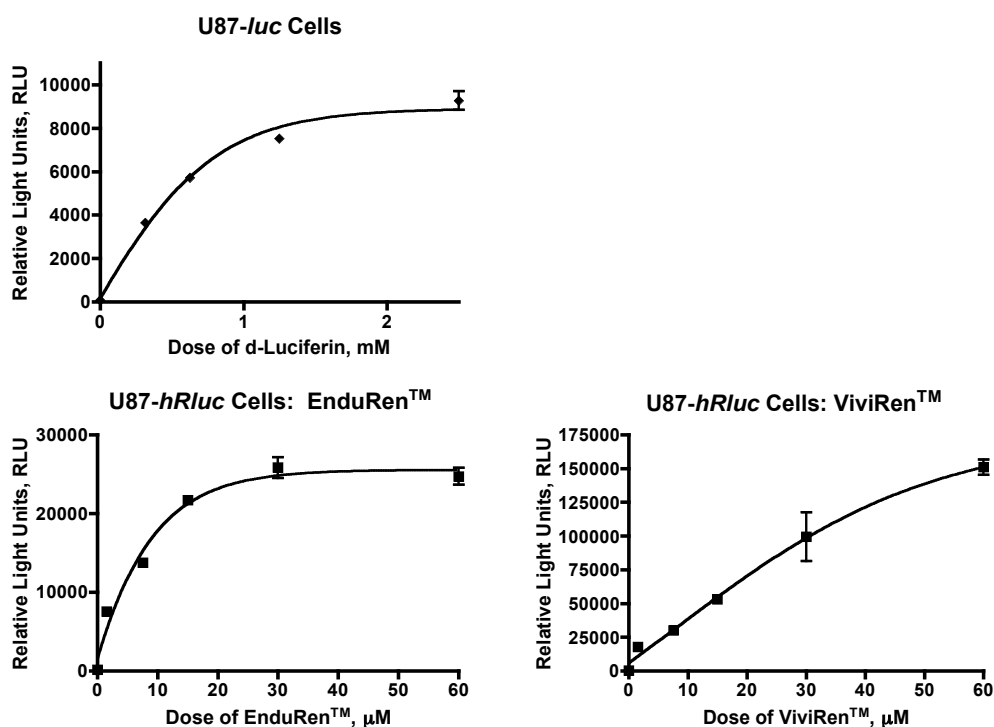 U87-luc Cells
Relative Light Units, RLU
10000
8000
6000
4000
2000
0
0 1 2
Dose of d-Luciferin, mM
U87-hRluc Cells: EnduRen™
Relative Light Units, RLU
30000
20000
10000
0
0 10 20 30 40 50 60
Dose of EnduRen™, μM
U87-hRluc Cells: ViviRen™
Relative Light Units, RLU
175000
150000
125000
100000
75000
50000
25000
0
0 10 20 30 40 50 60
Dose of ViviRen™, μM